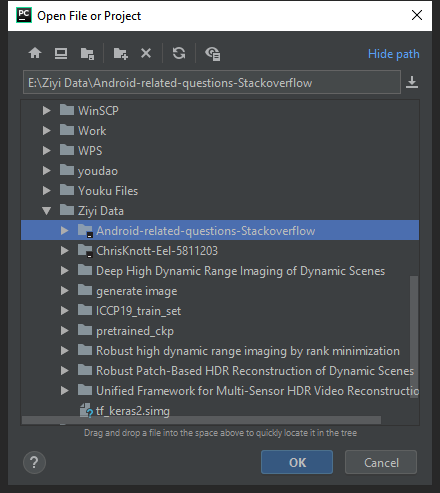 PC
Open File or Project
Hide path
E:\Ziyi Data\Android-related-questions-Stackoverflow
WinSCP
Work
WPS
youdao
Youku Files
Ziyi Data
Android-related-questions-Stackoverflow
ChrisKnott-Eel-5811203
Deep High Dynamic Range Imaging of Dynamic Scenes
generate image
ICCP19_train_set
pretrained_ckp
Robust high dynamic range imaging by rank minimization
Robust Patch-Based HDR Reconstruction of Dynamic Scenes
Unified Framework for Multi-Sensor HDR Video Reconstructio
tf_keras2.simg
Drag and drop a file into the space above to quickly locate it in the tree
? OK Cancel